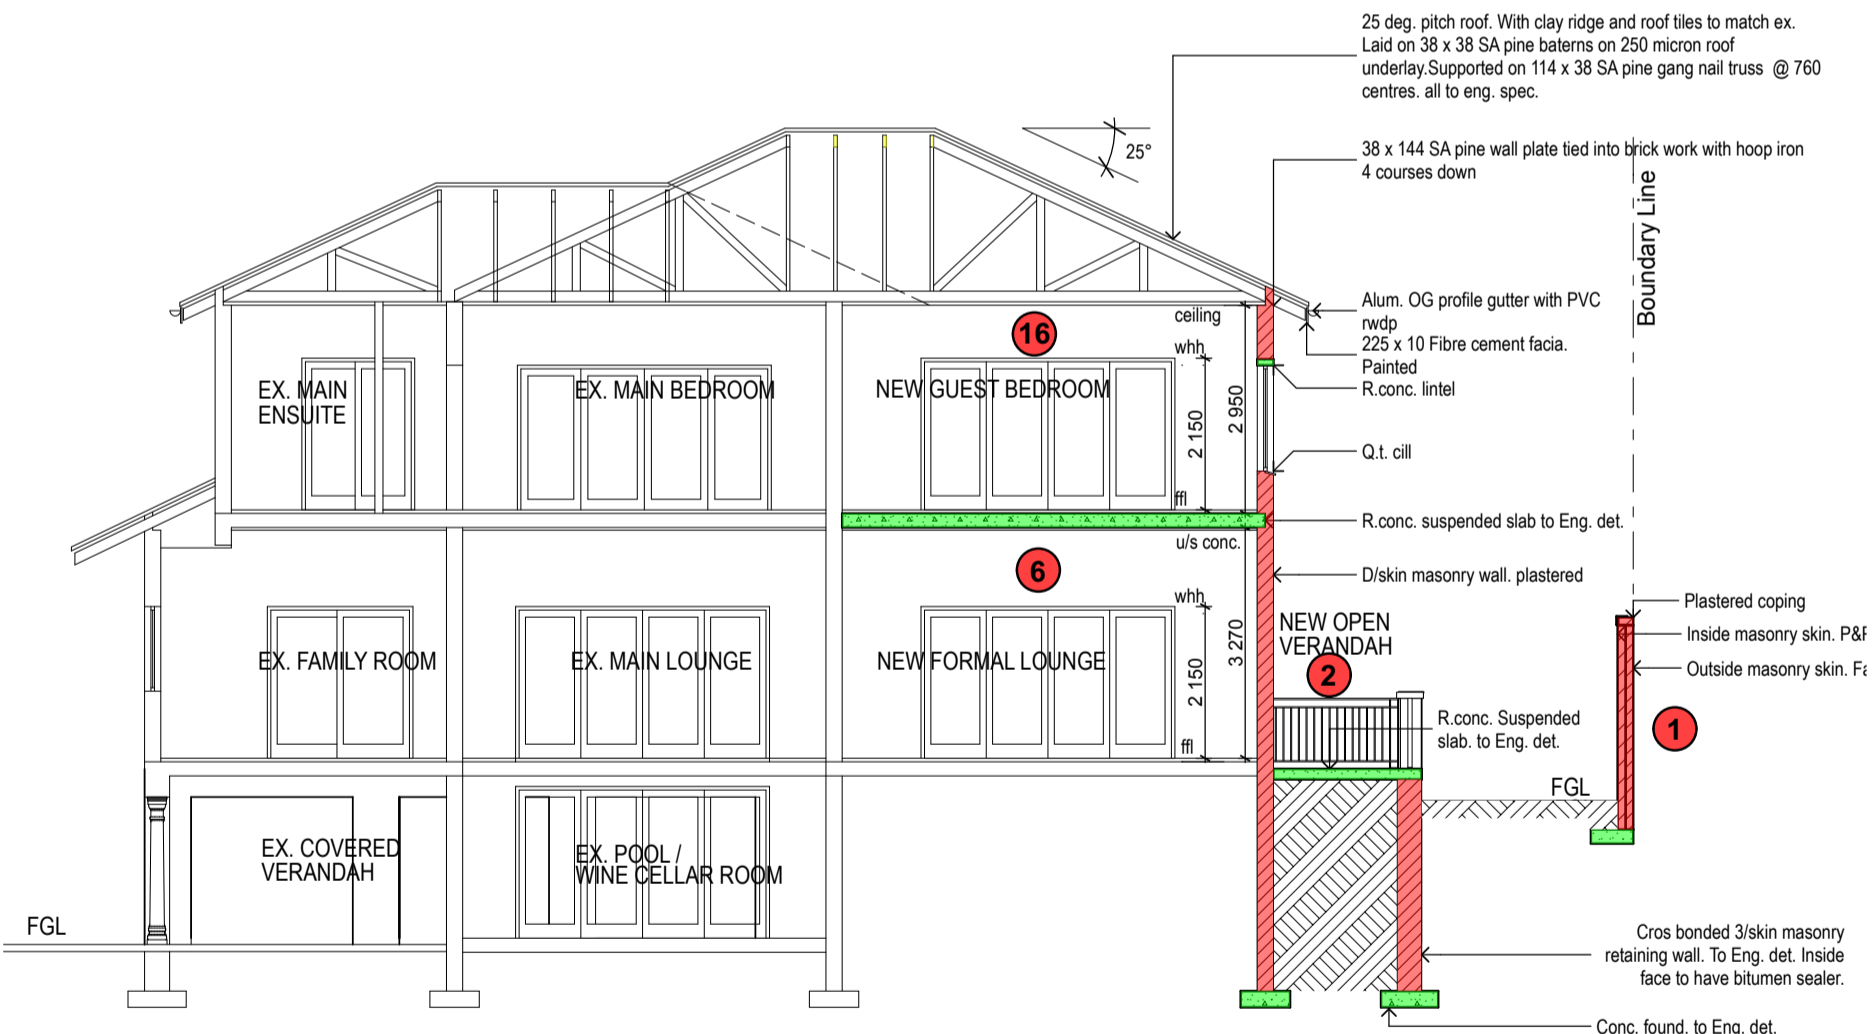 25 deg. pitch roof. With clay ridge and roof tiles to match ex.
Laid on 38 x 38 SA pine baterns on 250 micron roof
underlay.Supported on 114 x 38 SA pine gang nail truss @ 760
centres. all to eng. spec.
25°
38 x 144 SA pine wall plate tied into brick work with hoop iron
4 courses down
Boundary Line
Alum. OG profile gutter with PVC
rwdp
225 x 10 Fibre cement facia.
Painted
R.conc. lintel
ceiling
16
whh
EX. MAIN
ENSUITE
EX. MAIN BEDROOM
NEW GUEST BEDROOM
2 150
2 950
Q.t. cill
ffl
R.conc. suspended slab to Eng. det.
u/s conc.
6
D/skin masonry wall. plastered
whh
NEW OPEN
VERANDAH
Plastered coping
Inside masonry skin. P&P
Outside masonry skin. Fa
EX. FAMILY ROOM
EX. MAIN LOUNGE
NEW FORMAL LOUNGE
2 150
3 270
2
1
R.conc. Suspended
slab. to Eng. det.
ffl
FGL
EX. COVERED
VERANDAH
EX. POOL /
WINE CELLAR ROOM
FGL
Cros bonded 3/skin masonry
retaining wall. To Eng. det. Inside
face to have bitumen sealer.
Conc. found. to Eng. det.